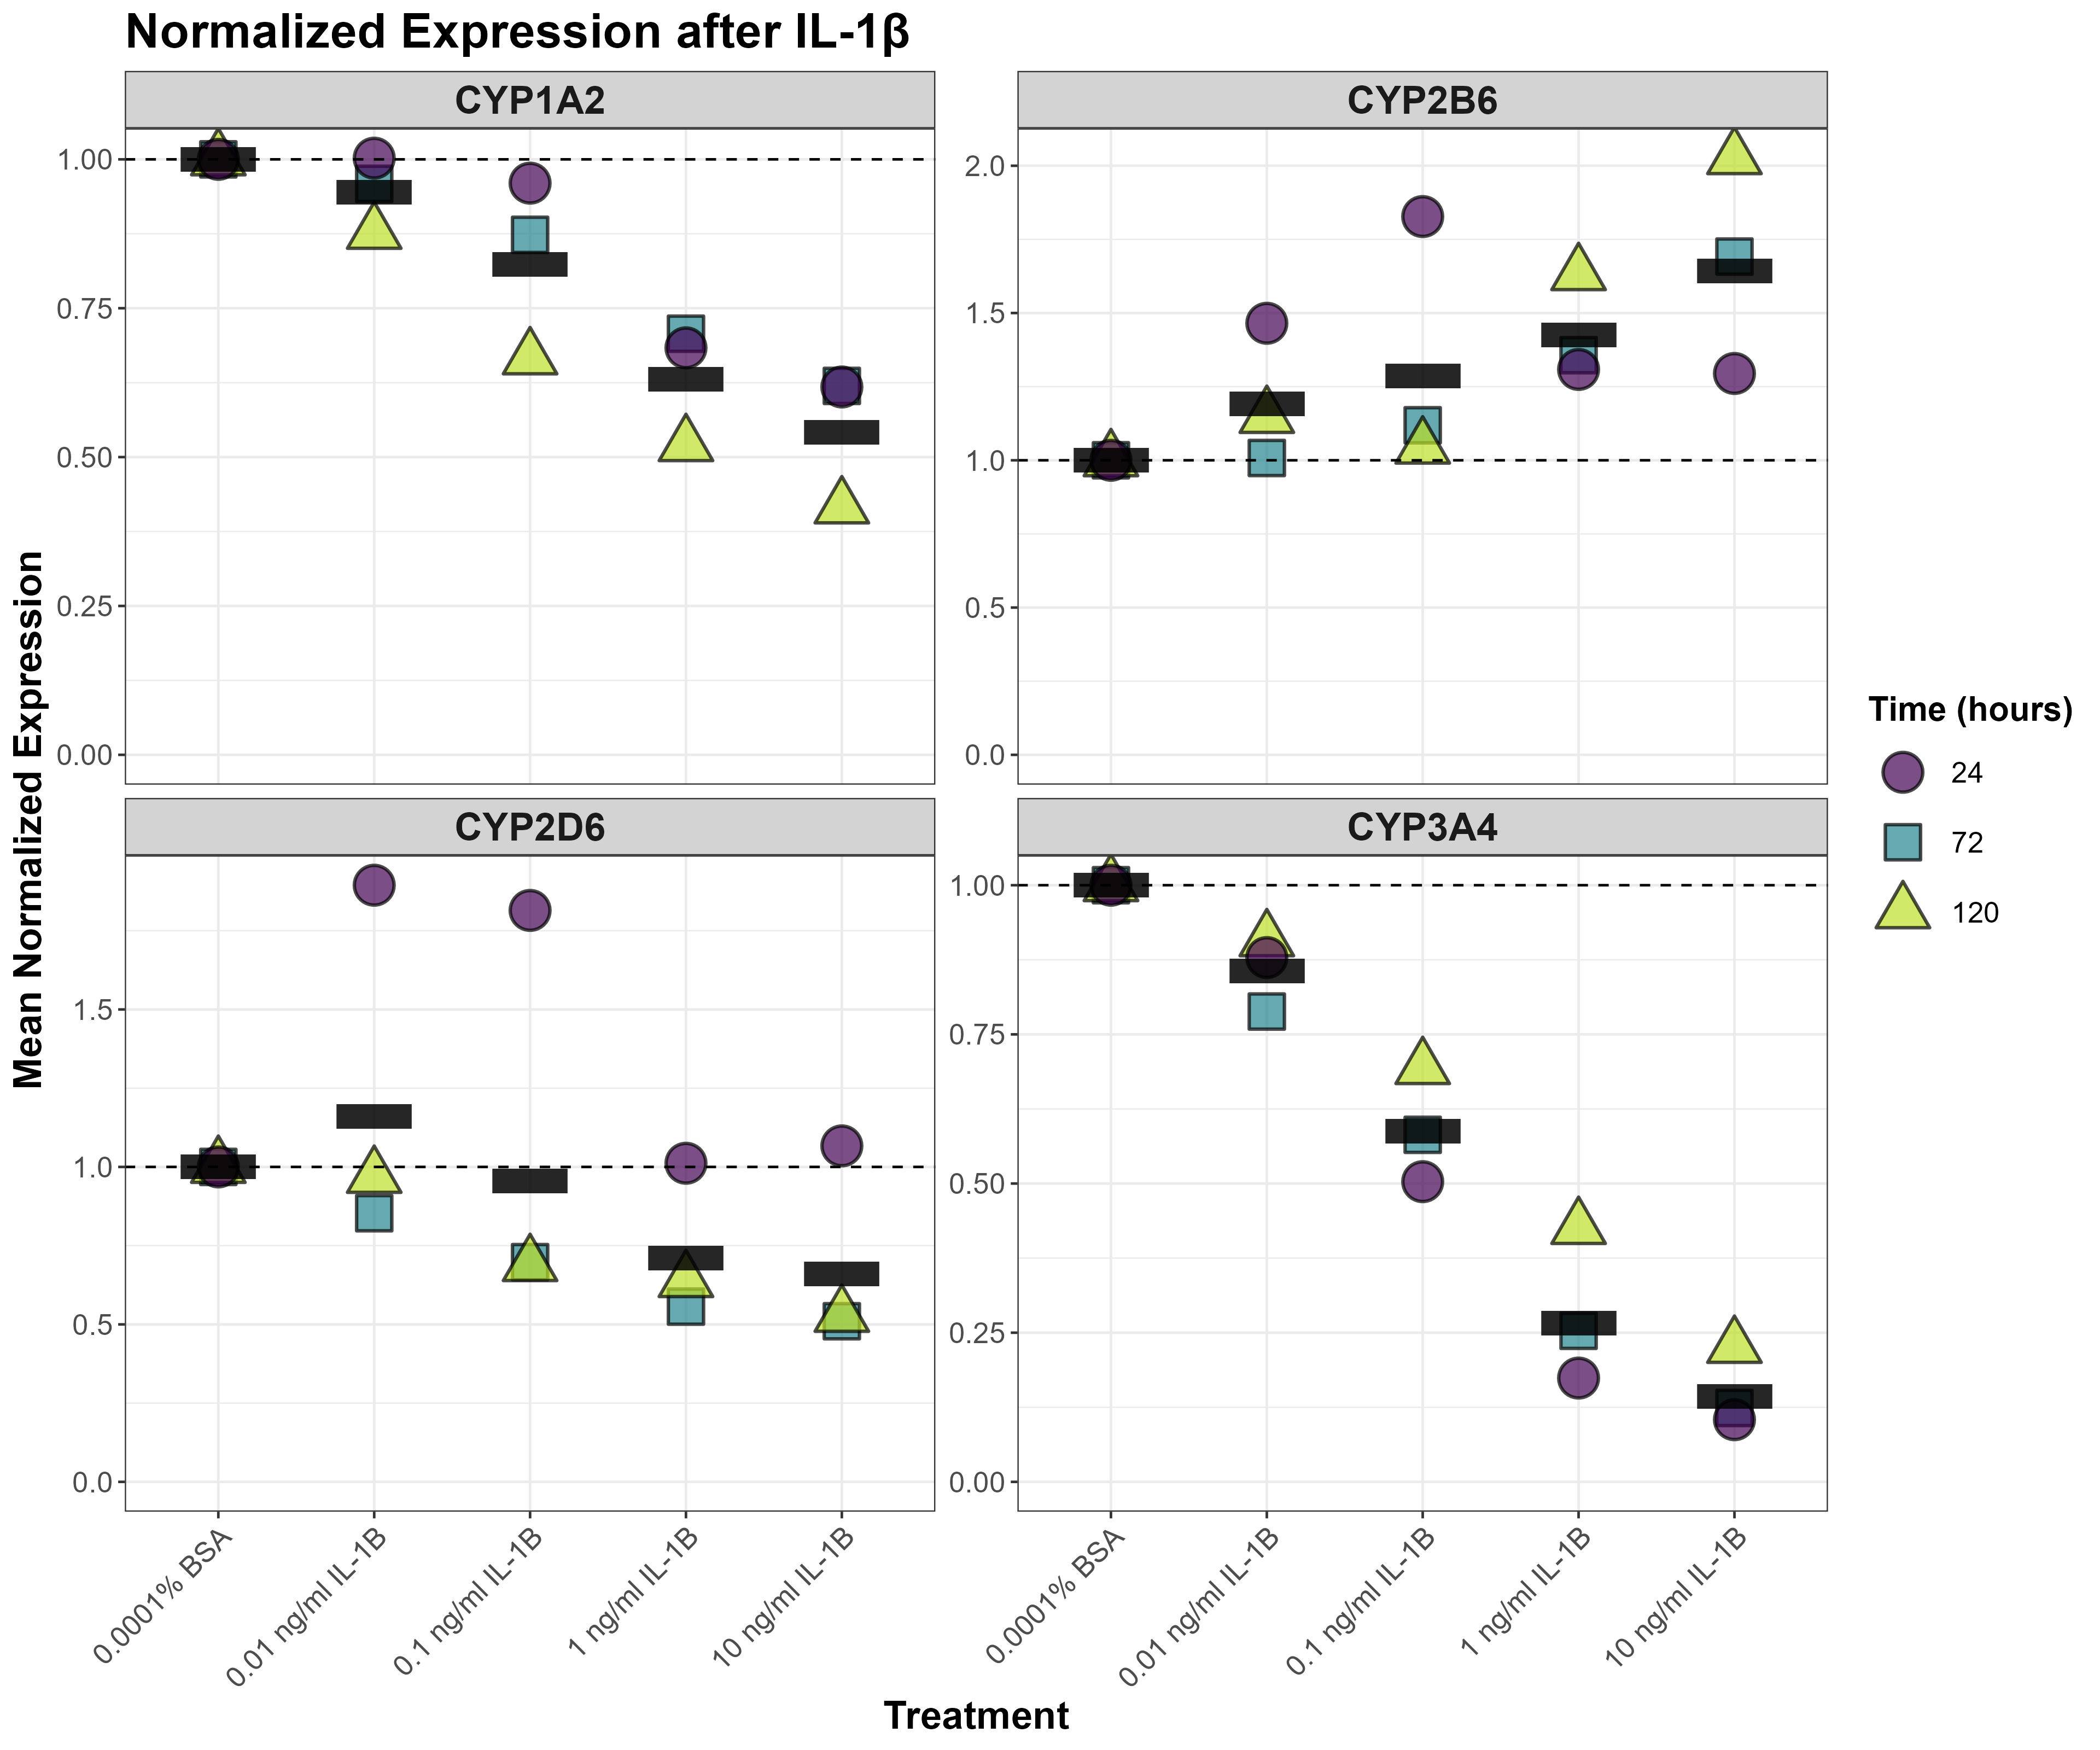 Normalized Expression after IL-1β
CYP1A2
CYP2B6
1.00
0.75
0.50
0.25
0.00
2.0
1.5
1.0
0.5
0.0
CYP2D6
CYP3A4
1.5
1.0
0.5
0.0
1.00
0.75
0.50
0.25
0.00
Mean Normalized Expression
0.0001% BSA
0.01 ng/ml IL-1B
0.1 ng/ml IL-1B
1 ng/ml IL-1B
10 ng/ml IL-1B
0.0001% BSA
0.01 ng/ml IL-1B
0.1 ng/ml IL-1B
1 ng/ml IL-1B
10 ng/ml IL-1B
Treatment
Time (hours)
24
72
120